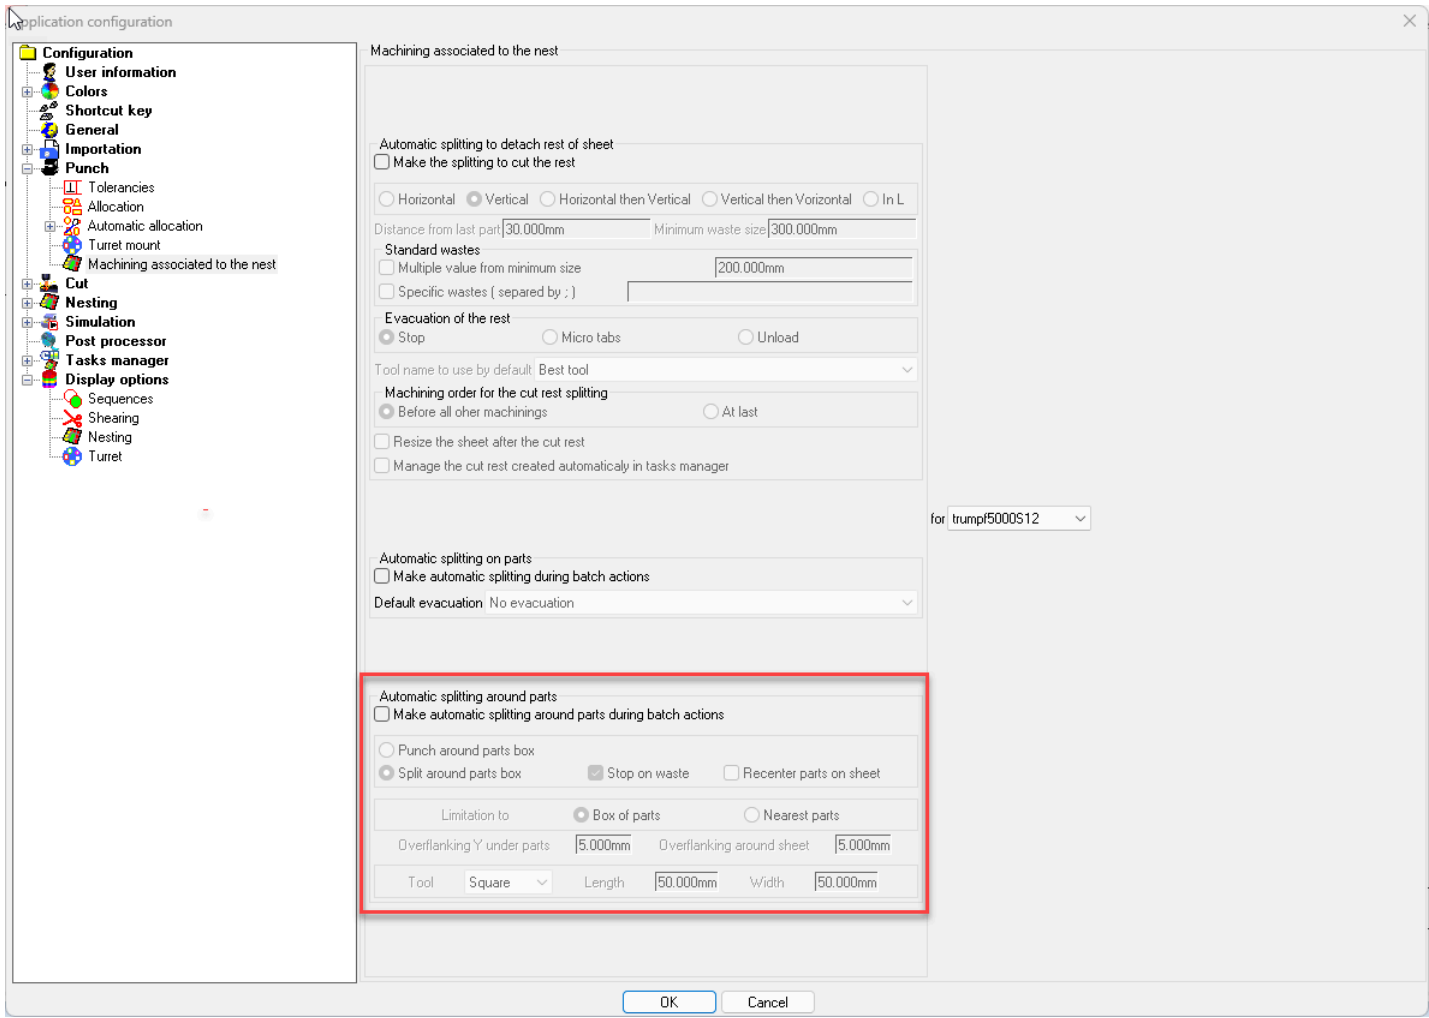 Application configuration
Configuration
User information
Colors
Shortcut key
General
Importation
Punch
Tolerancies
Allocation
Automatic allocation
Turret mount
Machining associated to the nest
Cut
Nesting
Simulation
Post processor
Tasks manager
Display options
Sequences
Shearing
Nesting
Turret
Machining associated to the nest
Automatic splitting to detach rest of sheet
Make the splitting to cut the rest
Horizontal Vertical Horizontal then Vertical Vertical then Vorizontal In L
Distance from last part 30.000mm Minimum waste size 300.000mm
Standard wastes
Multiple value from minimum size 200.000mm
Specific wastes ( separed by ; )
Evacuation of the rest
Stop Micro tabs Unload
Tool name to use by default Best tool
Machining order for the cut rest splitting
Before all oher machinings At last
Resize the sheet after the cut rest
Manage the cut rest created automaticaly in tasks manager
for trumpf5000S12
Automatic splitting on parts
Make automatic splitting during batch actions
Default evacuation No evacuation
Automatic splitting around parts
Make automatic splitting around parts during batch actions
Punch around parts box
Split around parts box Stop on waste Recenter parts on sheet
Limitation to Box of parts Nearest parts
Overflanking Y under parts 5.000mm Overflanking around sheet 5.000mm
Tool Square Length 50.000mm Width 50.000mm
OK Cancel